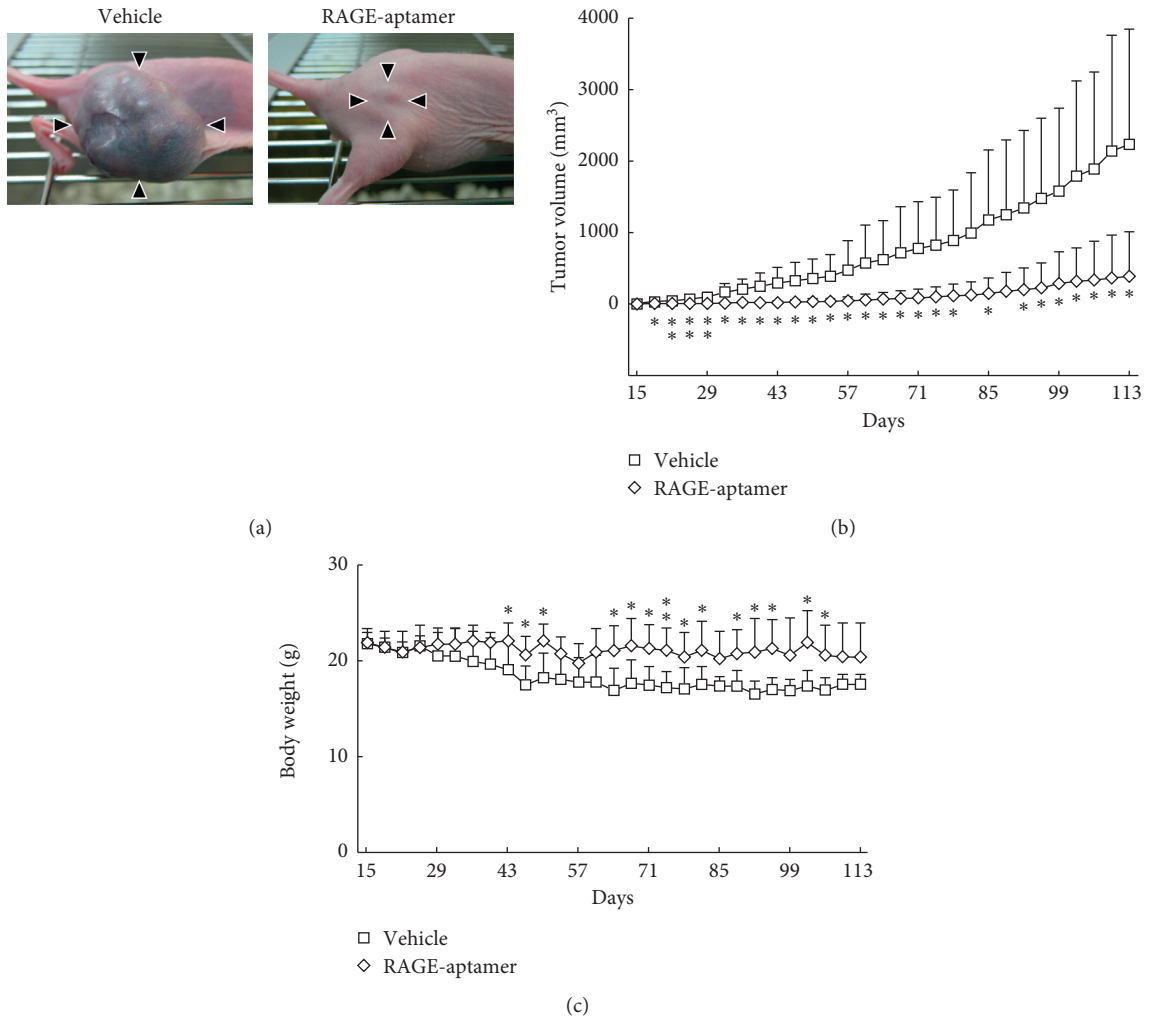 Vehicle
RAGE-aptamer
(a)
4000
3000
2000
1000
0
Tumor volume (mm³)
* * * * * * * * * * * * * * * * * * * * * * * * * *
* * *
15 29 43 57 71 85 99 113
Days
Vehicle
RAGE-aptamer
(b)
30
20
10
0
Body weight (g)
* * * * * * * * * * * * * *
*
15 29 43 57 71 85 99 113
Days
Vehicle
RAGE-aptamer
(c)